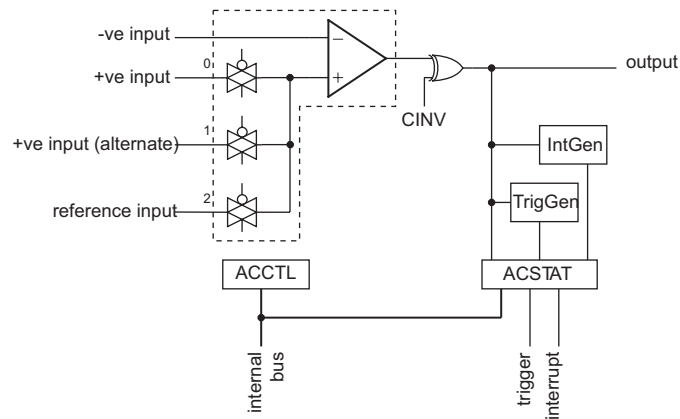 -ve input
−
0
+ve input
+
output
CINV
1
+ve input (alternate)
IntGen
2
reference input
TrigGen
ACCTL
ACSTAT
internal
bus
trigger
interrupt